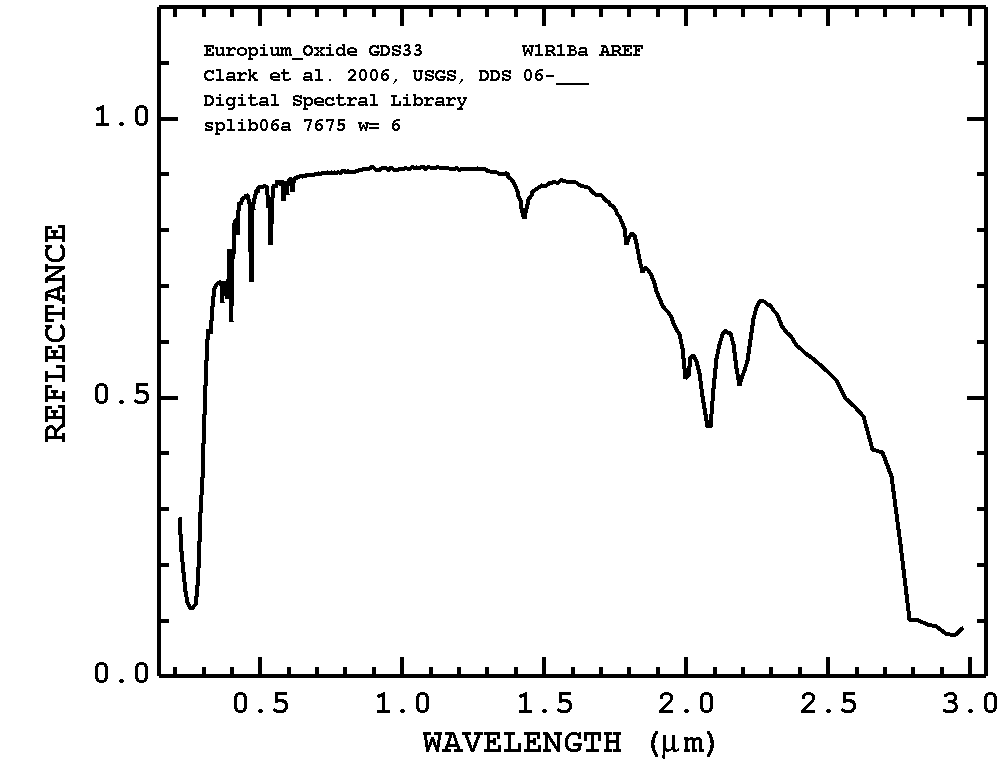 Europium_Oxide GDS33 W1R1Ba AREF
Clark et al. 2006, USGS, DDS 06-___
Digital Spectral Library
splib06a 7675 w= 6
1.0
0.5
0.0
REFLECTANCE
0.5 1.0 1.5 2.0 2.5 3.0
WAVELENGTH (µm)